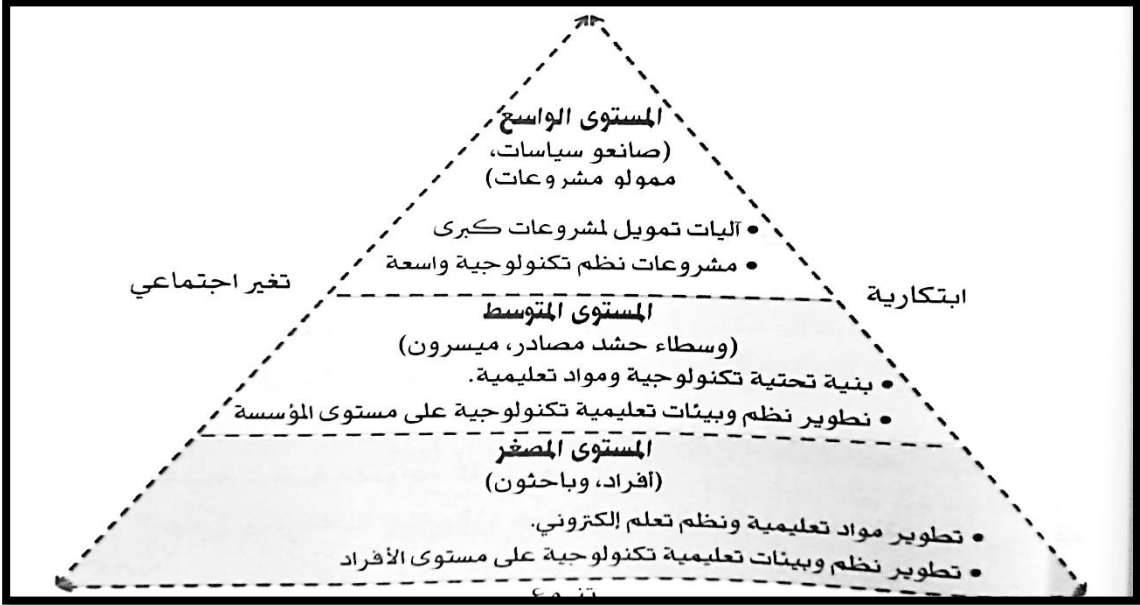 المستوى الواسع
(صانعو سياسات،
ممولو مشروعات)
• آليات تمويل لمشروعات كبرى
• مشروعات نظم تكنولوجية واسعة
ابتكارية
تغير اجتماعي
المستوى المتوسط
(وسطاء حشد مصادر، ميسرون)
• بنية تحتية تكنولوجية ومواد تعليمية.
• نطوير نظم وبيئات تعليمية تكنولوجية على مستوى المؤسسة
المستوى المصغر
(أفراد، وباحثون)
• تطوير مواد تعليمية ونظم تعلم إلكتروني.
• تطوير نظم وبيئات تعليمية تكنولوجية على مستوى الأفراد